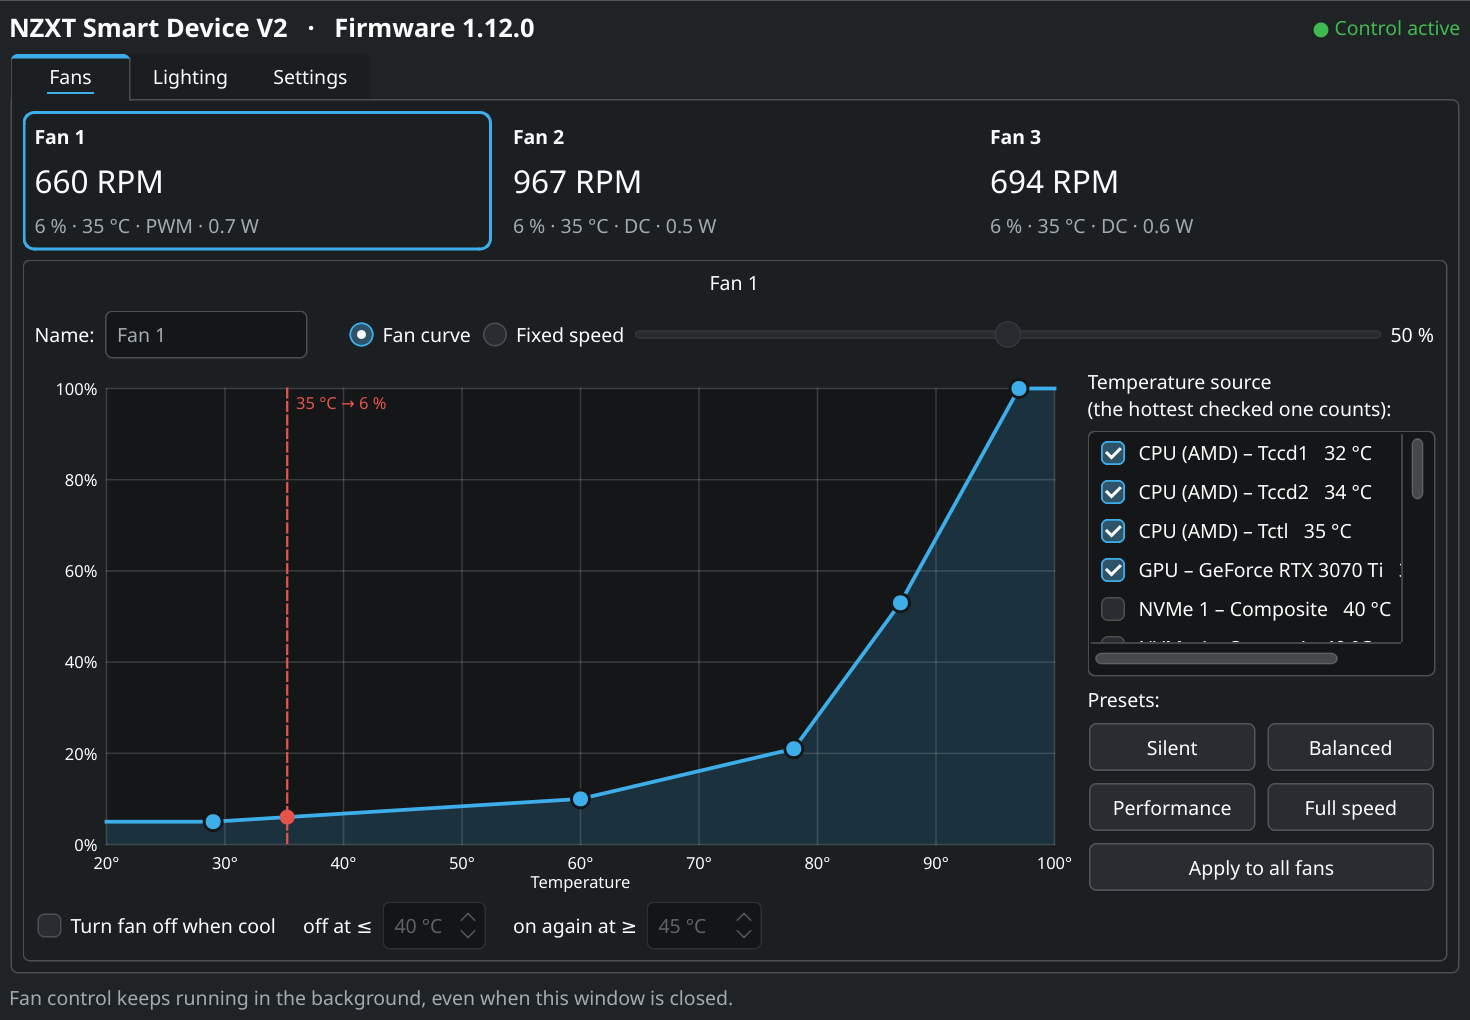 NZXT Smart Device V2 · Firmware 1.12.0
Control active
Fans
Lighting
Settings
Fan 1
660 RPM
6 % · 35 °C · PWM · 0.7 W
Fan 2
967 RPM
6 % · 35 °C · DC · 0.5 W
Fan 3
694 RPM
6 % · 35 °C · DC · 0.6 W
Fan 1
Name: Fan 1
Fan curve
Fixed speed
50 %
100%
80%
60%
40%
20%
0%
35 °C → 6 %
20° 30° 40° 50° 60° 70° 80° 90° 100°
Temperature
Temperature source
(the hottest checked one counts):
CPU (AMD) – Tccd1 32 °C
CPU (AMD) – Tccd2 34 °C
CPU (AMD) – Tctl 35 °C
GPU – GeForce RTX 3070 Ti
NVMe 1 – Composite 40 °C
Presets:
Silent
Balanced
Performance
Full speed
Apply to all fans
Turn fan off when cool
off at ≤ 40 °C
on again at ≥ 45 °C
Fan control keeps running in the background, even when this window is closed.